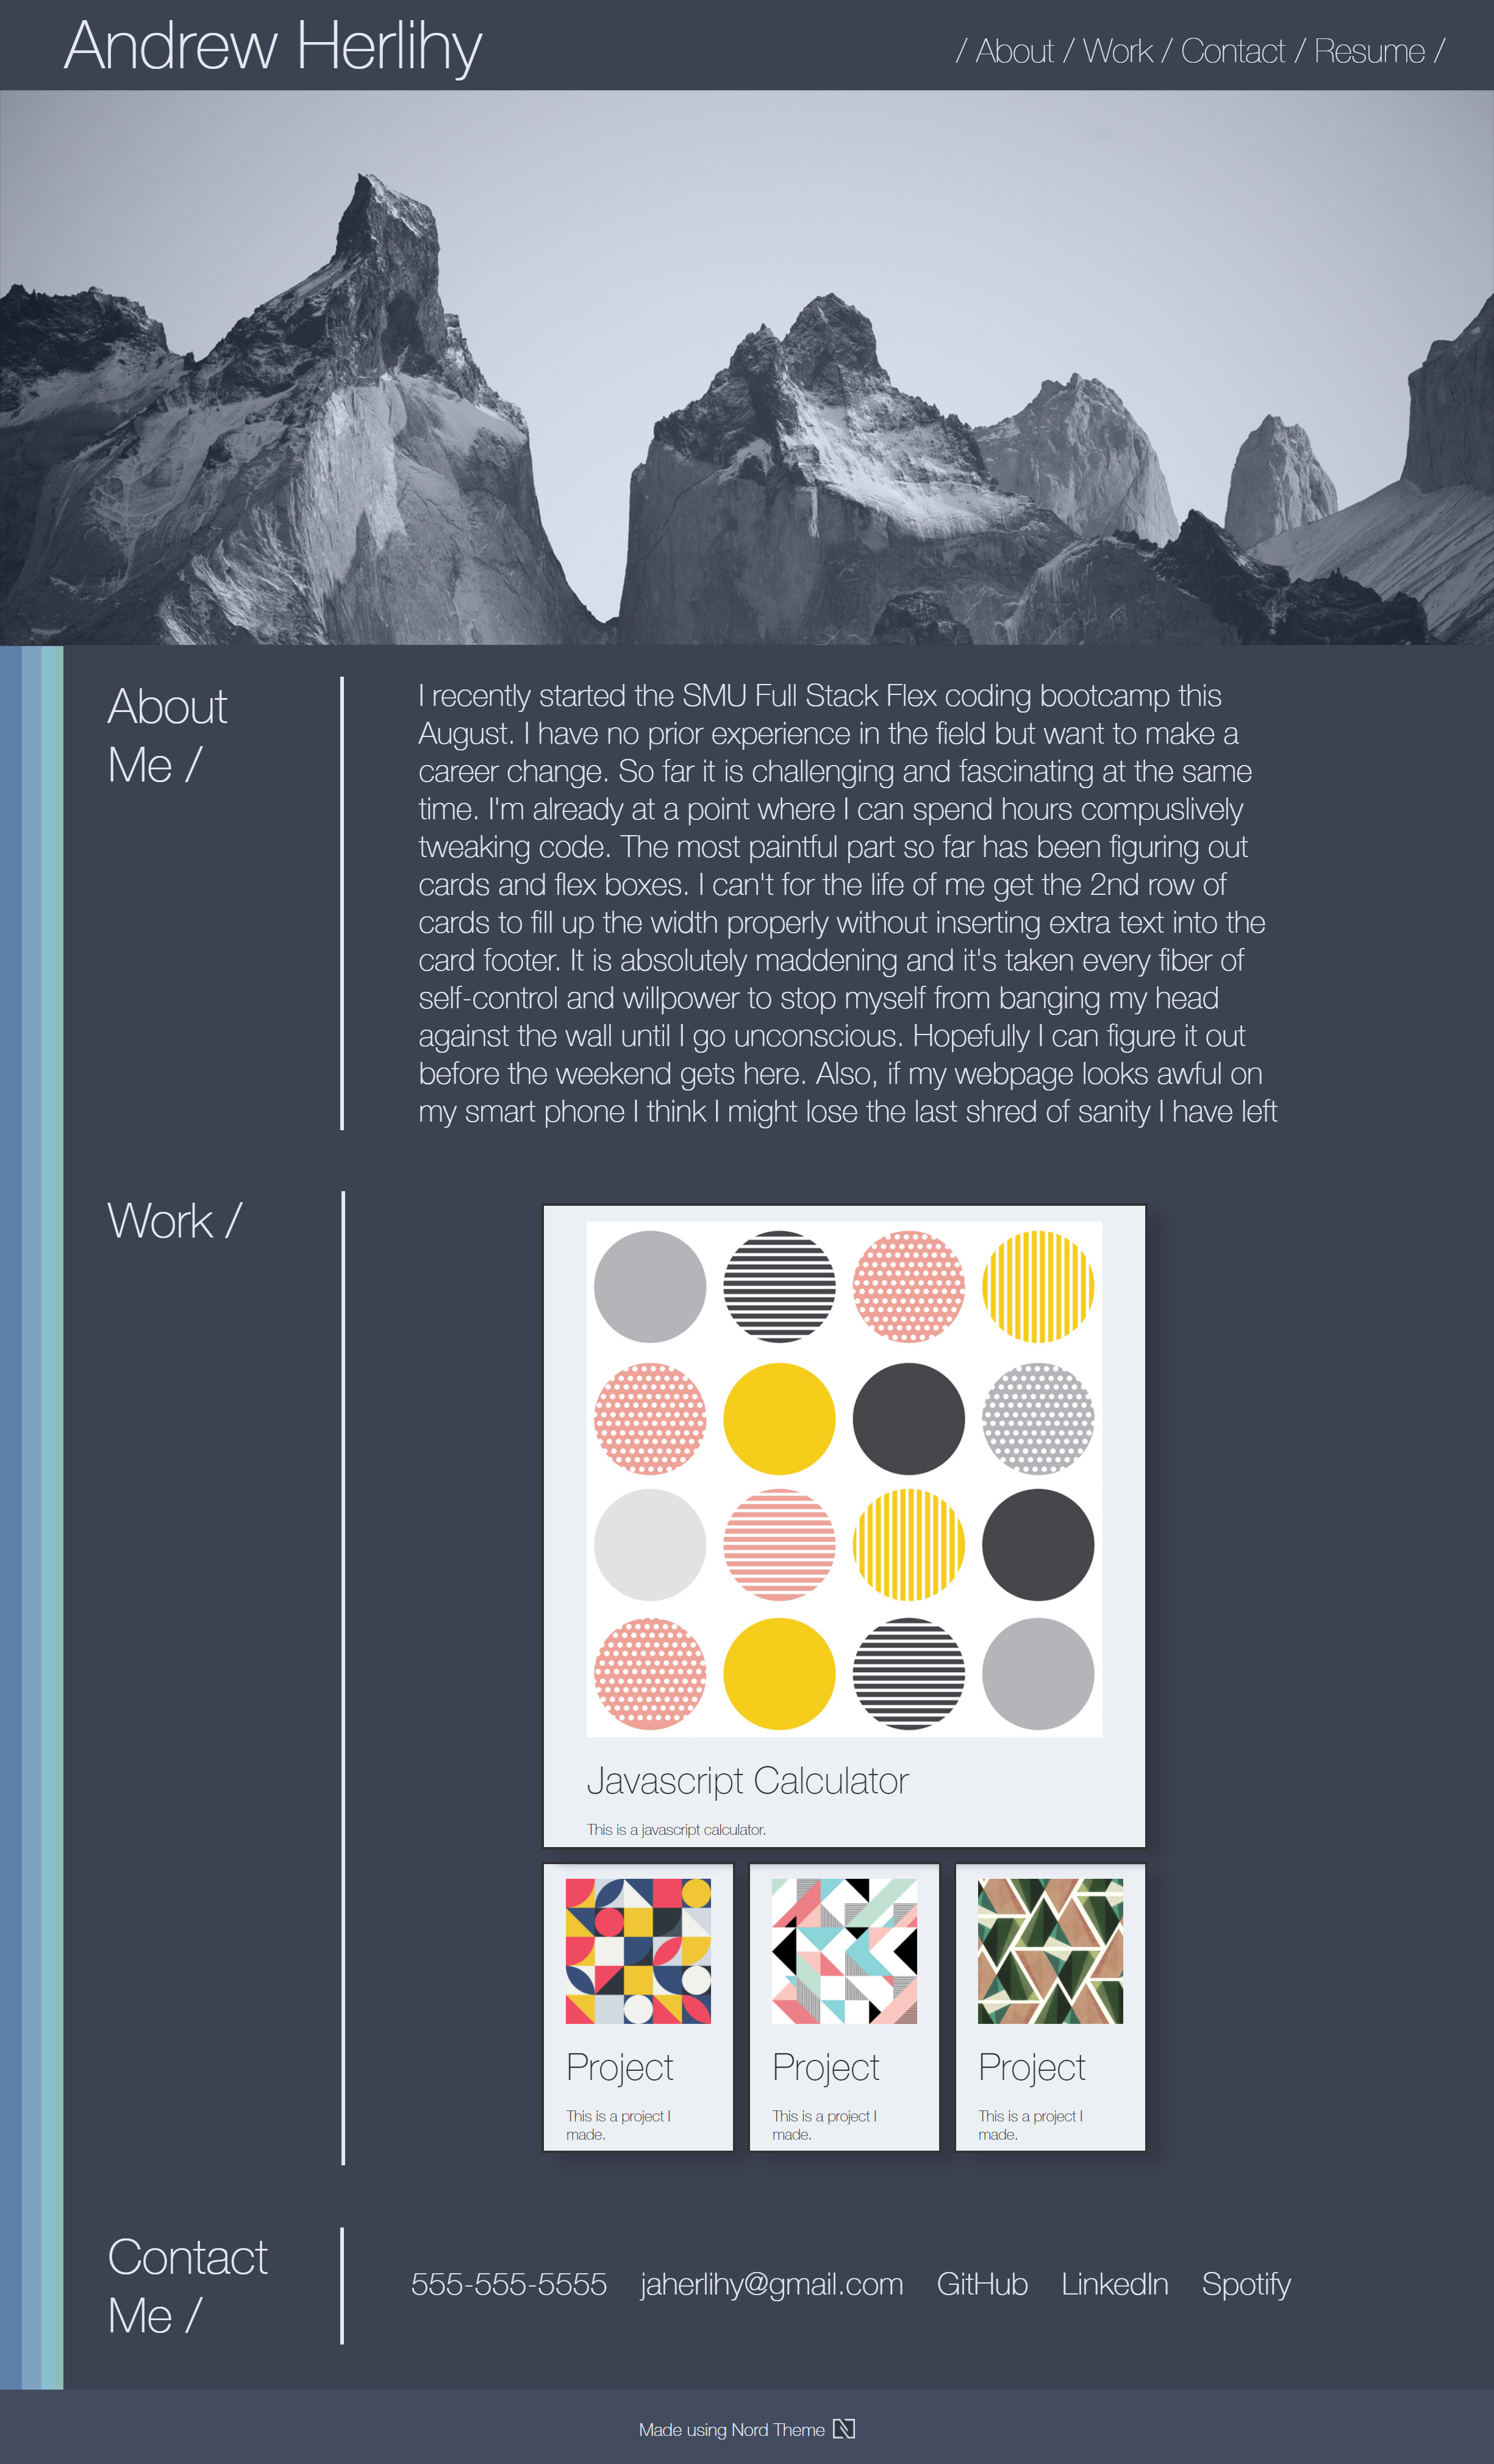 Andrew Herlihy
/ About / Work / Contact / Resume /
About
Me /
I recently started the SMU Full Stack Flex coding bootcamp this
August. I have no prior experience in the field but want to make a
career change. So far it is challenging and fascinating at the same
time. I'm already at a point where I can spend hours compuslively
tweaking code. The most paintful part so far has been figuring out
cards and flex boxes. I can't for the life of me get the 2nd row of
cards to fill up the width properly without inserting extra text into the
card footer. It is absolutely maddening and it's taken every fiber of
self-control and willpower to stop myself from banging my head
against the wall until I go unconscious. Hopefully I can figure it out
before the weekend gets here. Also, if my webpage looks awful on
my smart phone I think I might lose the last shred of sanity I have left
Work /
Javascript Calculator
This is a javascript calculator.
Project
This is a project I
made.
Project
This is a project I
made.
Project
This is a project I
made.
Contact
Me /
555-555-5555 jaherlihy@gmail.com GitHub LinkedIn Spotify
Made using Nord Theme N